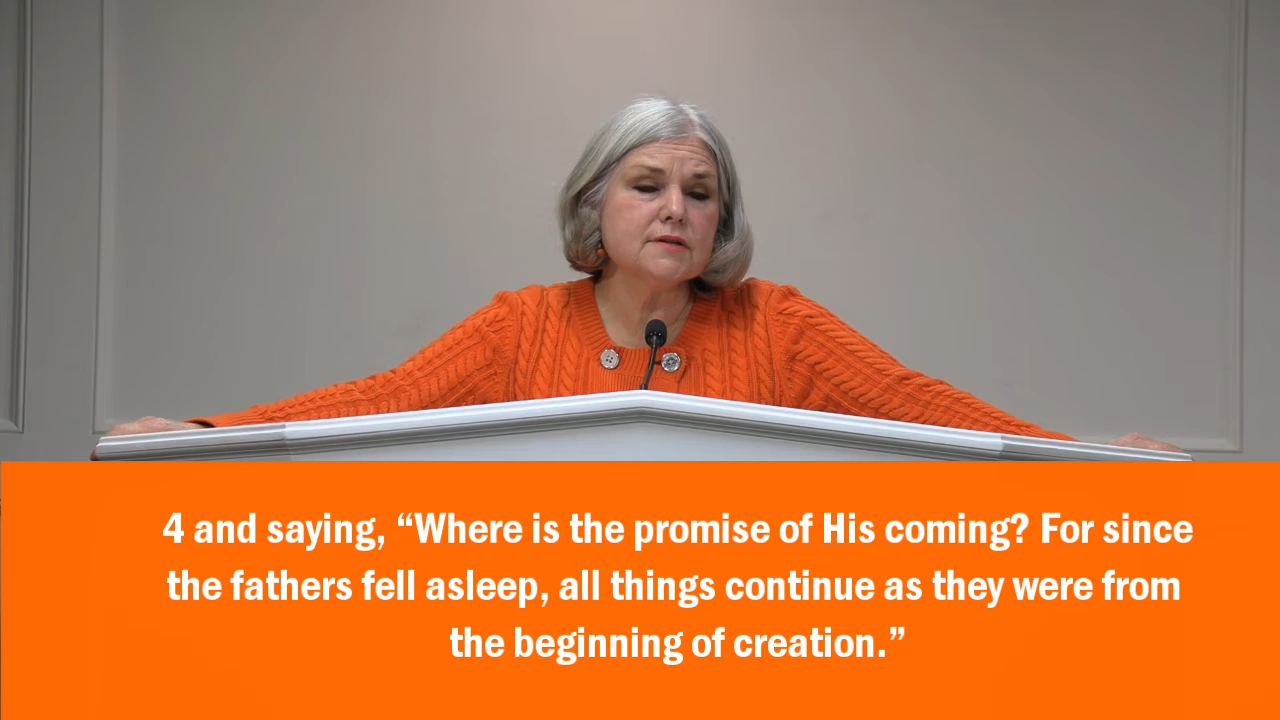 4 and saying, “Where is the promise of His coming? For since
the fathers fell asleep, all things continue as they were from
the beginning of creation.”